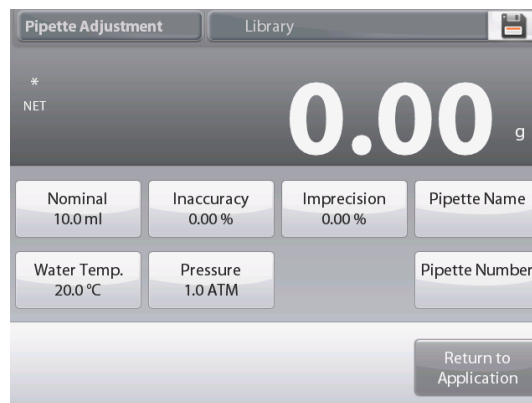 Pipette Adjustment
Library
*
NET
0.00 g
Nominal
10.0 ml
Inaccuracy
0.00 %
Imprecision
0.00 %
Pipette Name
Water Temp.
20.0 °C
Pressure
1.0 ATM
Pipette Number
Return to
Application